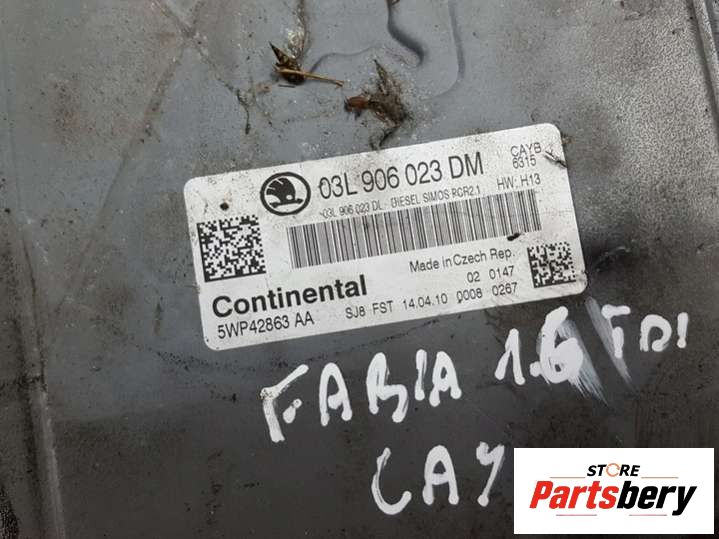 03L 906 023 DM
CAYB
6315
03L 906 023 DL - DIESEL SIMOS PCR2.1
HW: H13
Made in Czech Rep.
02 0147
Continental
5WP42863 AA
SJ8 FST 14.04.10 0008 0267
FABIA 1.6 TDI
CAY
STORE
Partsbery